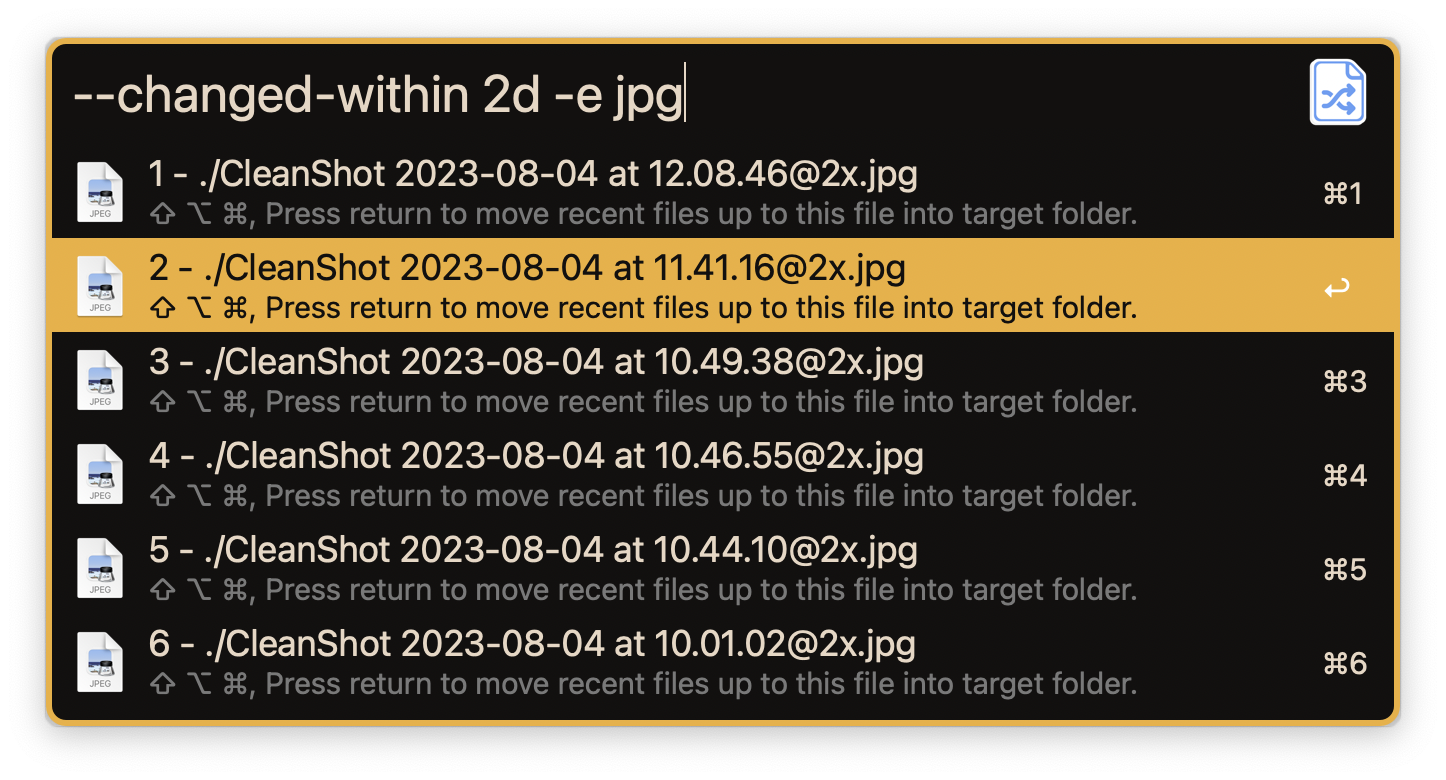 --changed-within 2d -e jpg
1 - ./CleanShot 2023-08-04 at 12.08.46@2x.jpg
⇧ ⌥ ⌘, Press return to move recent files up to this file into target folder.
⌘1
JPEG
2 - ./CleanShot 2023-08-04 at 11.41.16@2x.jpg
⇧ ⌥ ⌘, Press return to move recent files up to this file into target folder.
↩
JPEG
3 - ./CleanShot 2023-08-04 at 10.49.38@2x.jpg
⇧ ⌥ ⌘, Press return to move recent files up to this file into target folder.
⌘3
JPEG
4 - ./CleanShot 2023-08-04 at 10.46.55@2x.jpg
⇧ ⌥ ⌘, Press return to move recent files up to this file into target folder.
⌘4
JPEG
5 - ./CleanShot 2023-08-04 at 10.44.10@2x.jpg
⇧ ⌥ ⌘, Press return to move recent files up to this file into target folder.
⌘5
JPEG
6 - ./CleanShot 2023-08-04 at 10.01.02@2x.jpg
⇧ ⌥ ⌘, Press return to move recent files up to this file into target folder.
⌘6
JPEG